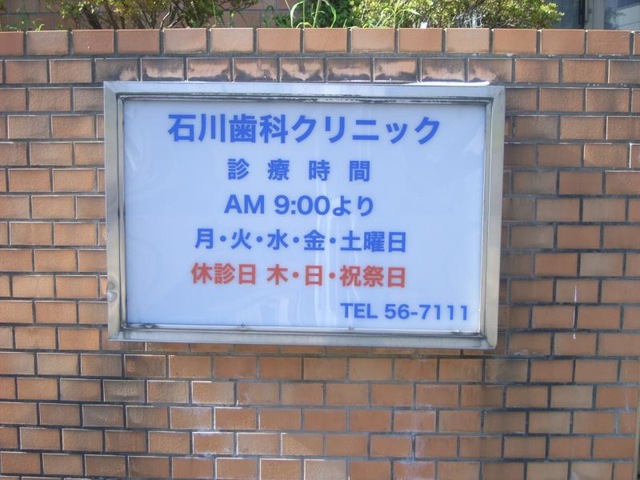 石川歯科クリニック
診療時間
AM 9:00より
月・火・水・金・土曜日
休診日 木・日・祝祭日
TEL 56-7111